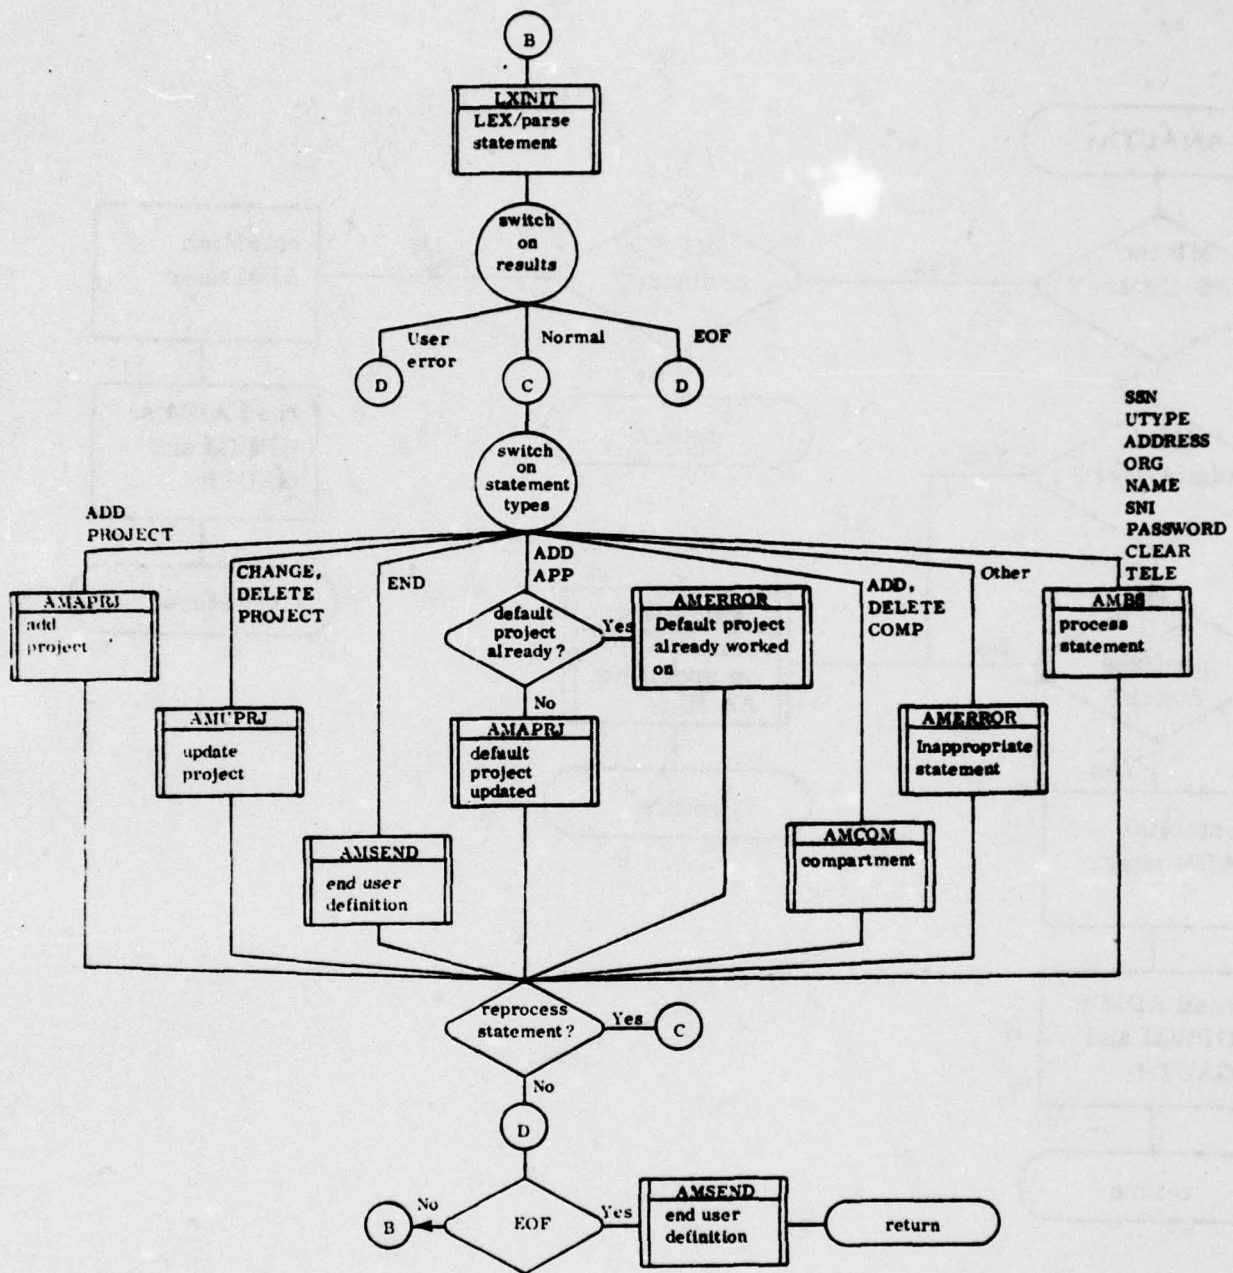 B
LXINIT
LEX/parse
statement
switch
on
results
User
error
Normal
EOF
D
C
D
switch
on
statement
types
SSN
UTYPE
ADDRESS
ORG
NAME
SNI
PASSWORD
CLEAR
TELE
ADD
PROJECT
CHANGE,
DELETE
PROJECT
END
ADD
APP
ADD,
DELETE
COMP
Other
AMAPRJ
add
project
default
project
already?
Yes
No
AMERROR
Default project
already worked
on
AMBS
process
statement
AMUPRJ
update
project
AMAPRJ
default
project
updated
AMERROR
Inappropriate
statement
AMSEND
end user
definition
AMCOM
compartment
reprocess
statement?
Yes
C
No
D
EOF
No
B
Yes
AMSEND
end user
definition
return